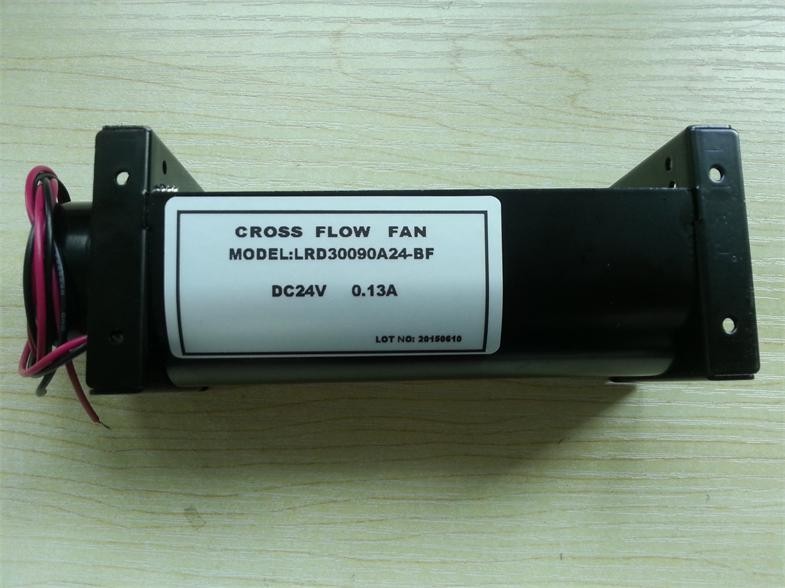 CROSS FLOW FAN
MODEL:LRD30090A24-BF
DC24V 0.13A
LOT NO: 20150610